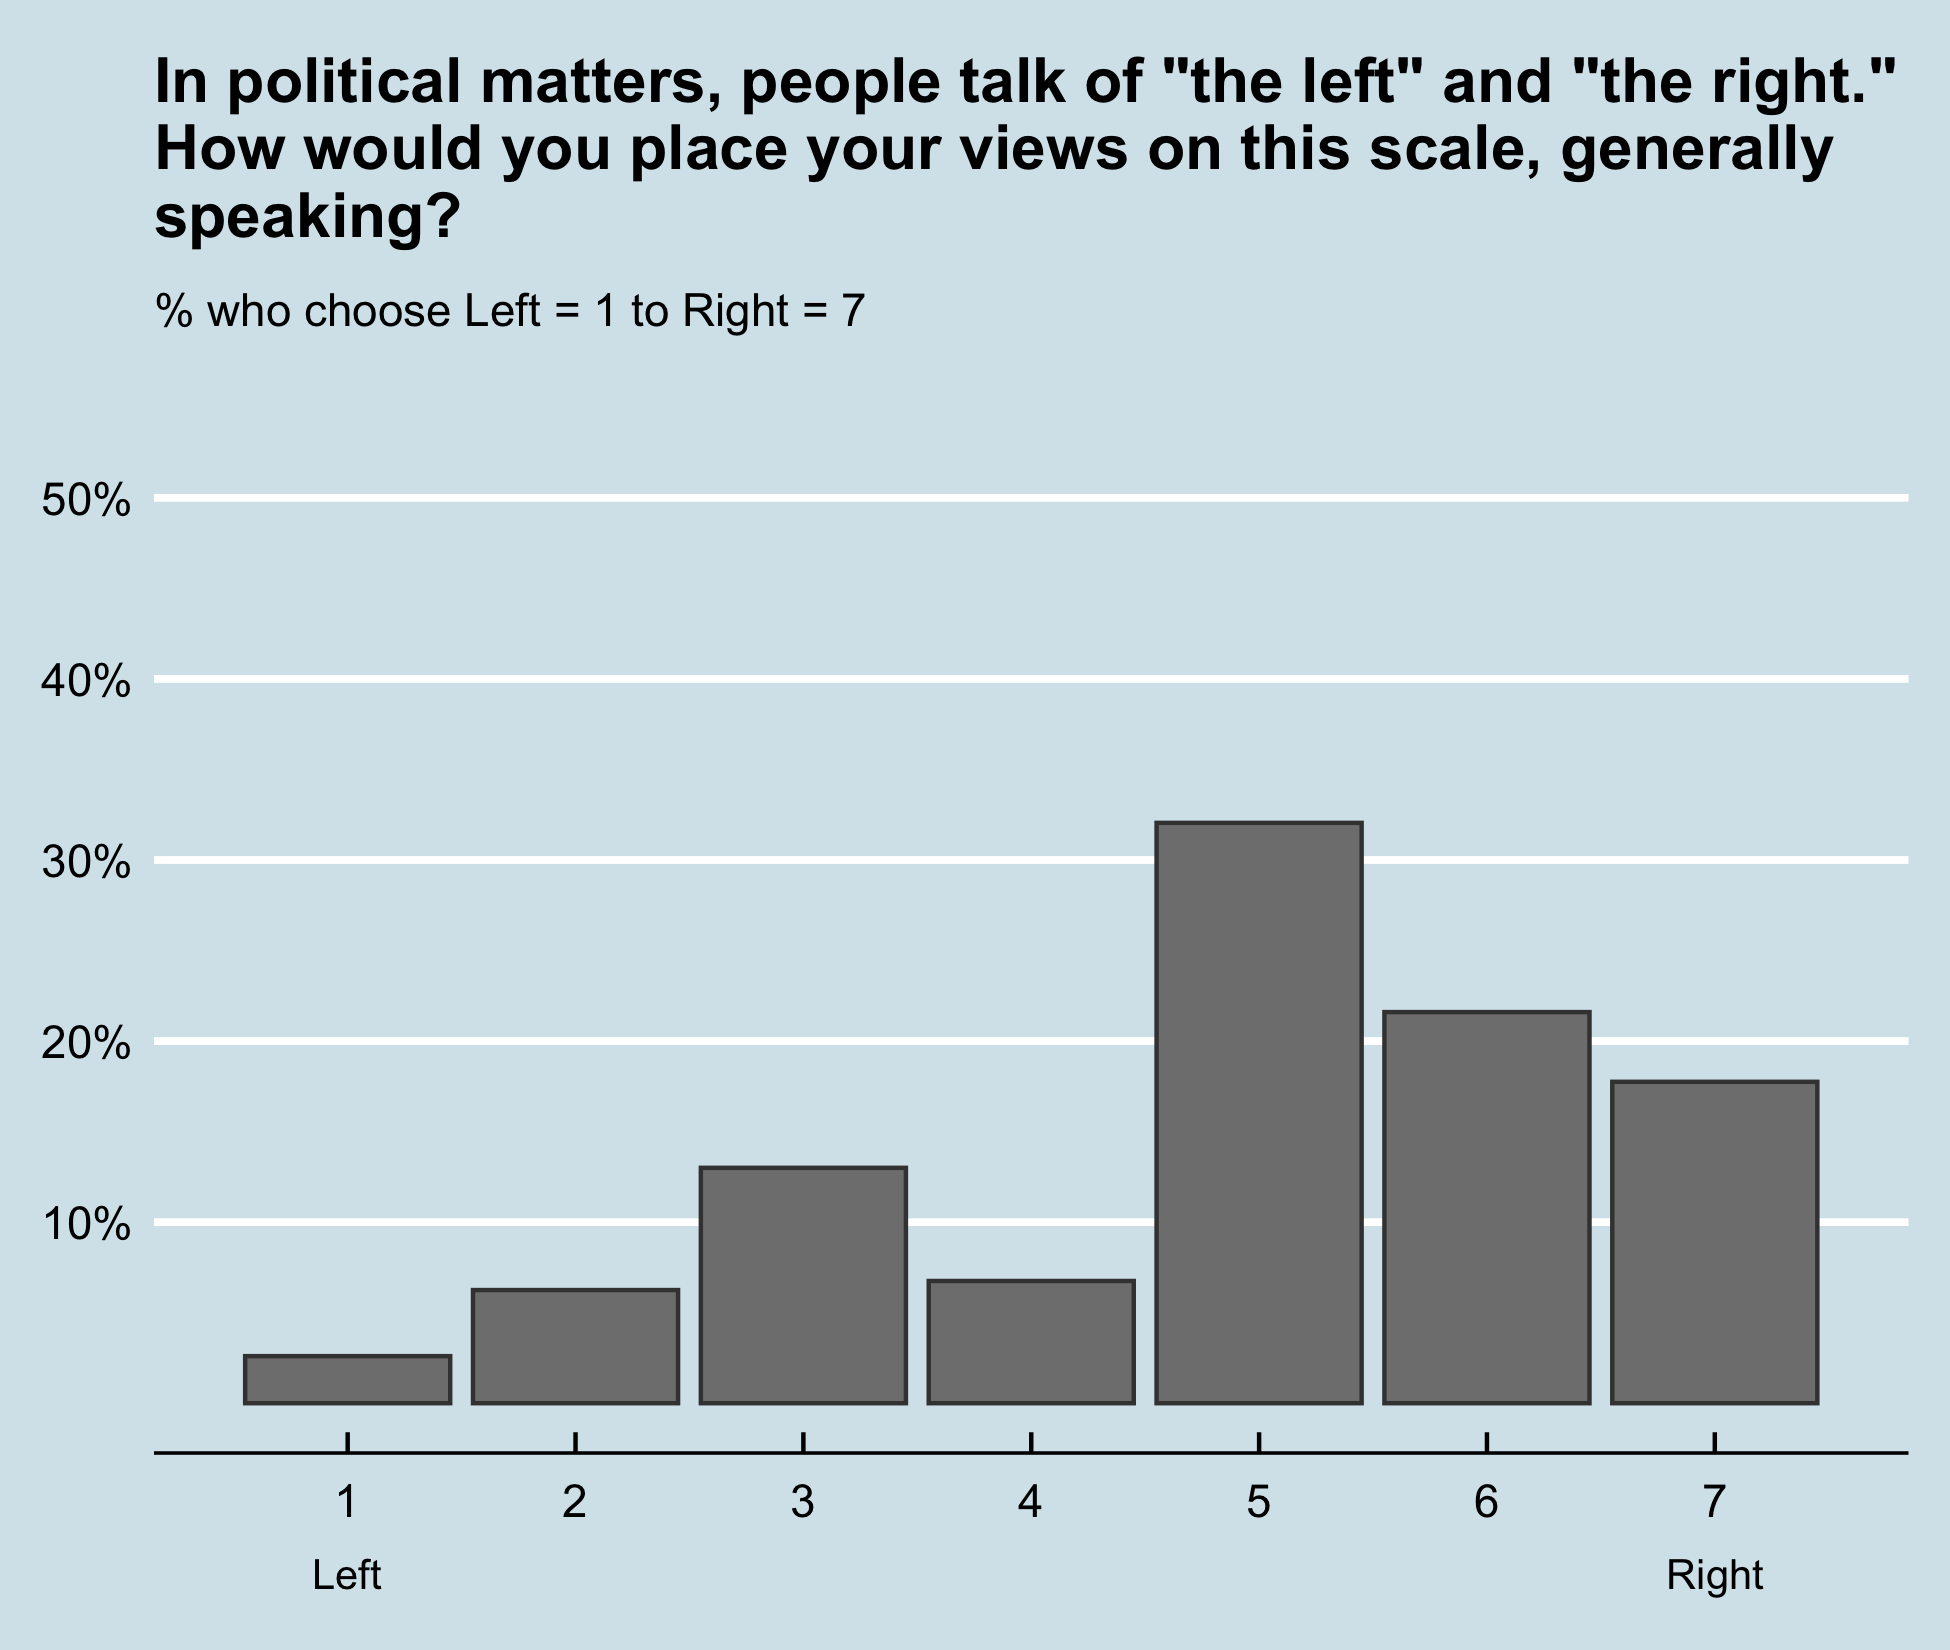 In political matters, people talk of "the left" and "the right."
How would you place your views on this scale, generally
speaking?
% who choose Left = 1 to Right = 7
50%
40%
30%
20%
10%
1 2 3 4 5 6 7
Left Right